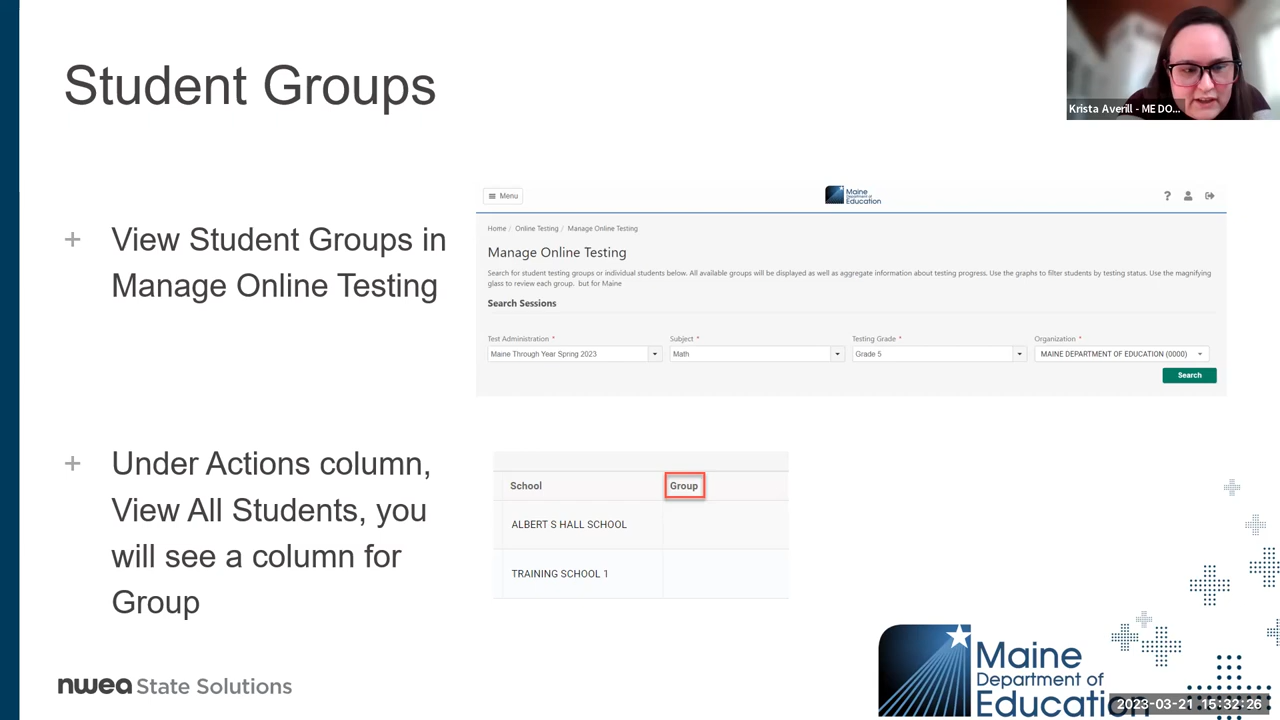 Student Groups
Krista Averill - ME DO...
+ View Student Groups in
Manage Online Testing
Menu
Maine
Department of
Education
?
Home / Online Testing / Manage Online Testing
Manage Online Testing
Search for student testing groups or individual students below. All available groups will be displayed as well as aggregate information about testing progress. Use the graphs to filter students by testing status. Use the magnifying
glass to review each group. but for Maine
Search Sessions
Test Administration * Subject * Testing Grade * Organization *
Maine Through Year Spring 2023 Math Grade 5 MAINE DEPARTMENT OF EDUCATION (0000)
Search
+ Under Actions column,
View All Students, you
will see a column for
Group
School Group
ALBERT S HALL SCHOOL
TRAINING SCHOOL 1
nwea State Solutions
Maine
Department of
Education
2023-03-21 15:32:26